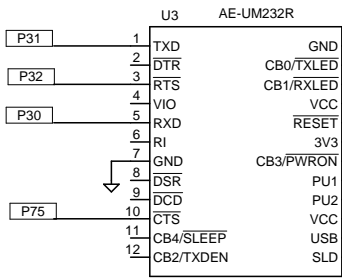 U3 AE-UM232R
P31 1 TXD GND
2 DTR CB0/TXLED
P32 3 RTS CB1/RXLED
4 VIO VCC
P30 5 RXD RESET
6 RI 3V3
7 GND CB3/PWRON
8 DSR PU1
9 DCD PU2
P75 10 CTS VCC
11 CB4/SLEEP USB
12 CB2/TXDEN SLD